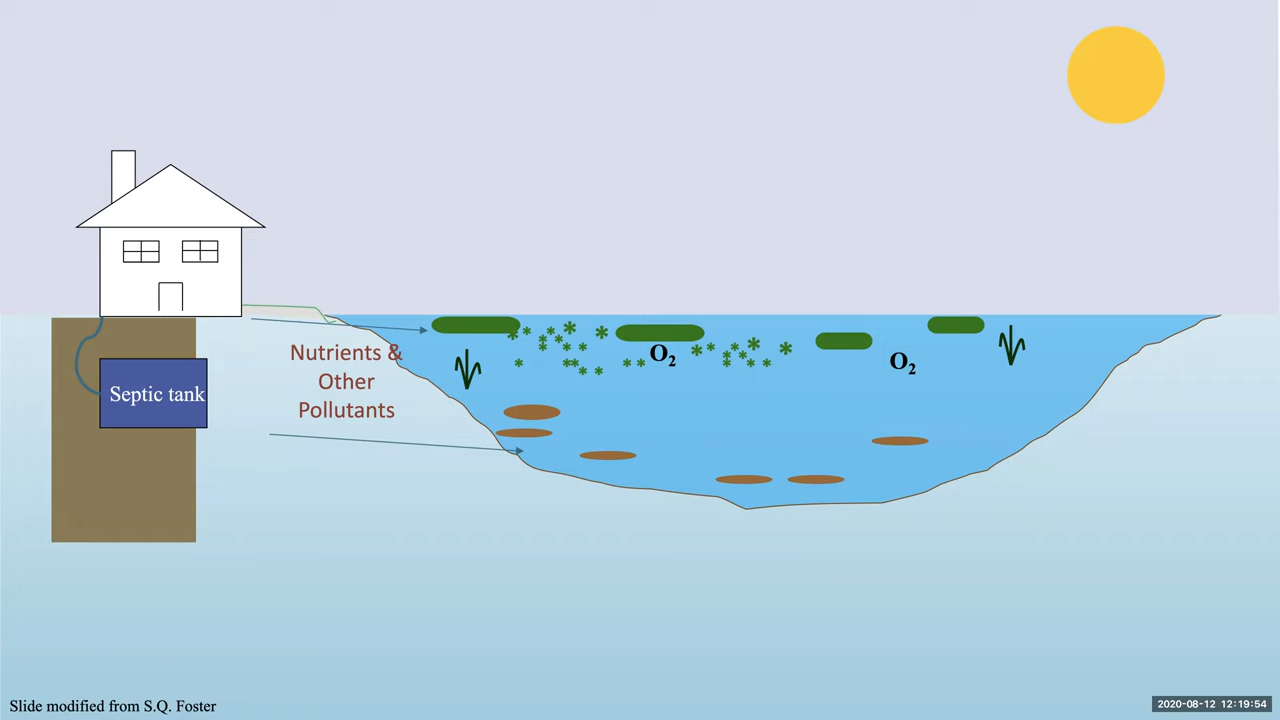 Septic tank
Nutrients &
Other
Pollutants
O₂
O₂
Slide modified from S.Q. Foster
2020-08-12 12:19:54